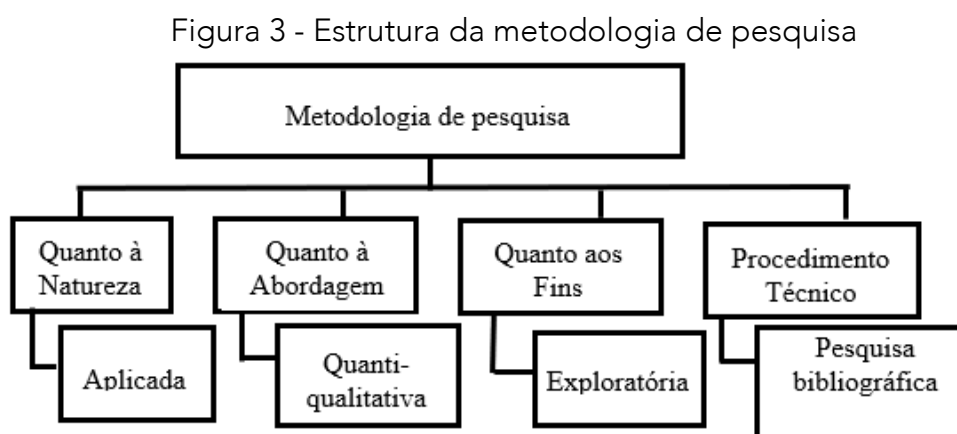 Figura 3 - Estrutura da metodologia de pesquisa
Metodologia de pesquisa
Quanto à
Natureza
Quanto à
Abordagem
Quanto aos
Fins
Procedimento
Técnico
Aplicada
Quanti-
qualitativa
Exploratória
Pesquisa
bibliográfica